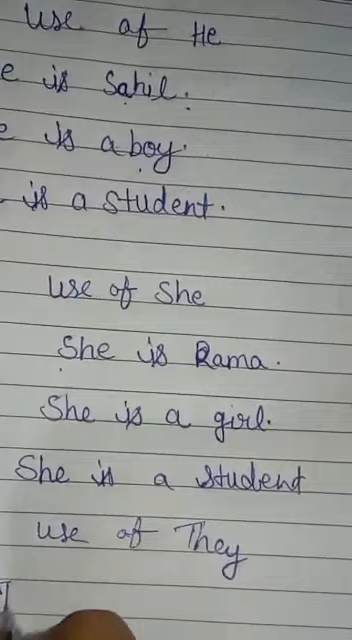 Use of He
e is Sahil.
e is a boy.
is a student.
Use of She
She is Rama.
She is a girl.
She is a student
Use of They